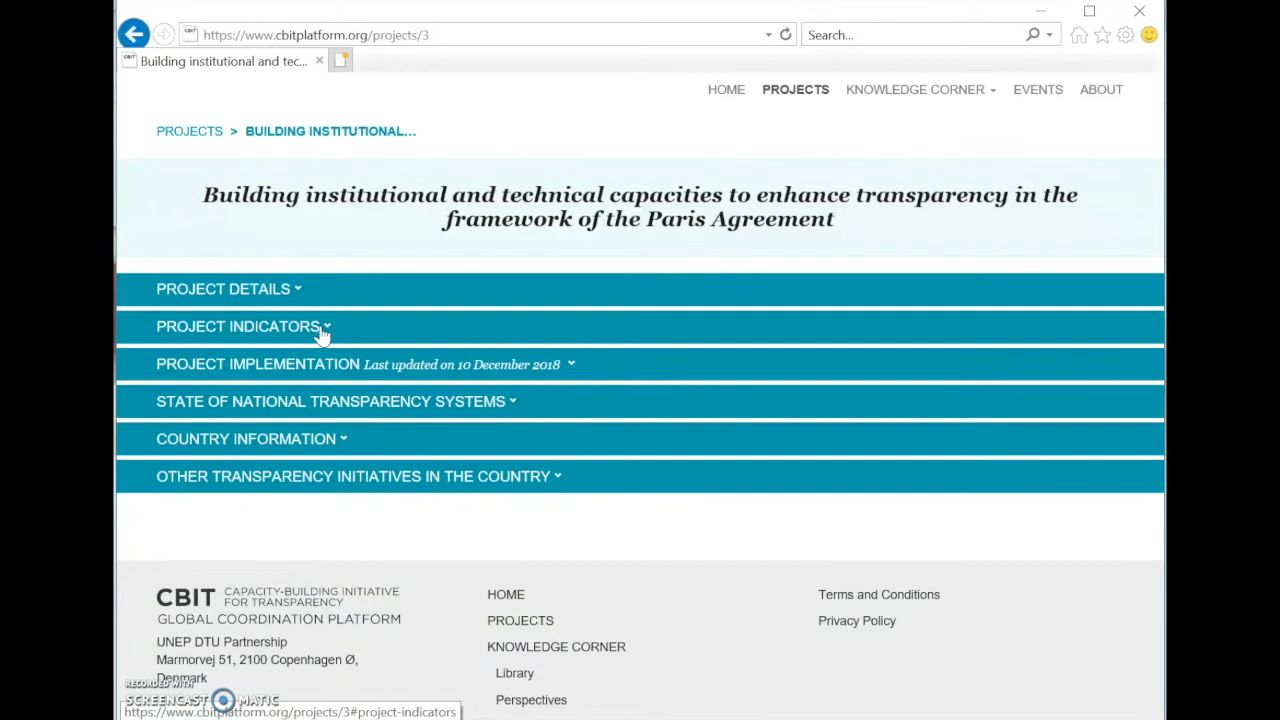 https://www.cbitplatform.org/projects/3
Search...
CBIT
Building institutional and tec...
HOME PROJECTS KNOWLEDGE CORNER EVENTS ABOUT
PROJECTS > BUILDING INSTITUTIONAL...
Building institutional and technical capacities to enhance transparency in the
framework of the Paris Agreement
PROJECT DETAILS
PROJECT INDICATORS
PROJECT IMPLEMENTATION Last updated on 10 December 2018
STATE OF NATIONAL TRANSPARENCY SYSTEMS
COUNTRY INFORMATION
OTHER TRANSPARENCY INITIATIVES IN THE COUNTRY
CBIT CAPACITY-BUILDING INITIATIVE
FOR TRANSPARENCY
GLOBAL COORDINATION PLATFORM
UNEP DTU Partnership
Marmorvej 51, 2100 Copenhagen Ø,
Denmark
HOME
PROJECTS
KNOWLEDGE CORNER
Library
Perspectives
Terms and Conditions
Privacy Policy
RECORDED WITH
SCREENCAST MATIC
https://www.cbitplatform.org/projects/3#project-indicators